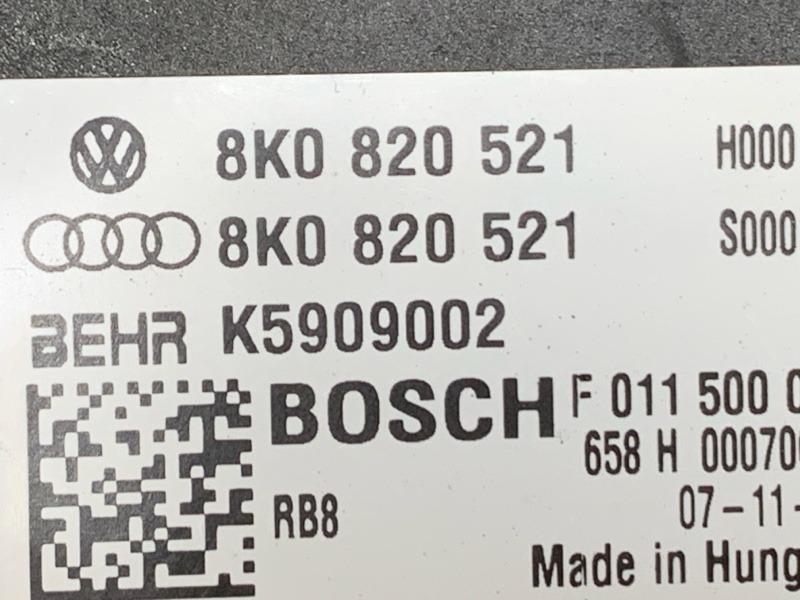 8K0 820 521 H000
8K0 820 521 S000
BEHR K5909002
BOSCH F 011 500
658 H 00070
RB8 07-11-
Made in Hung